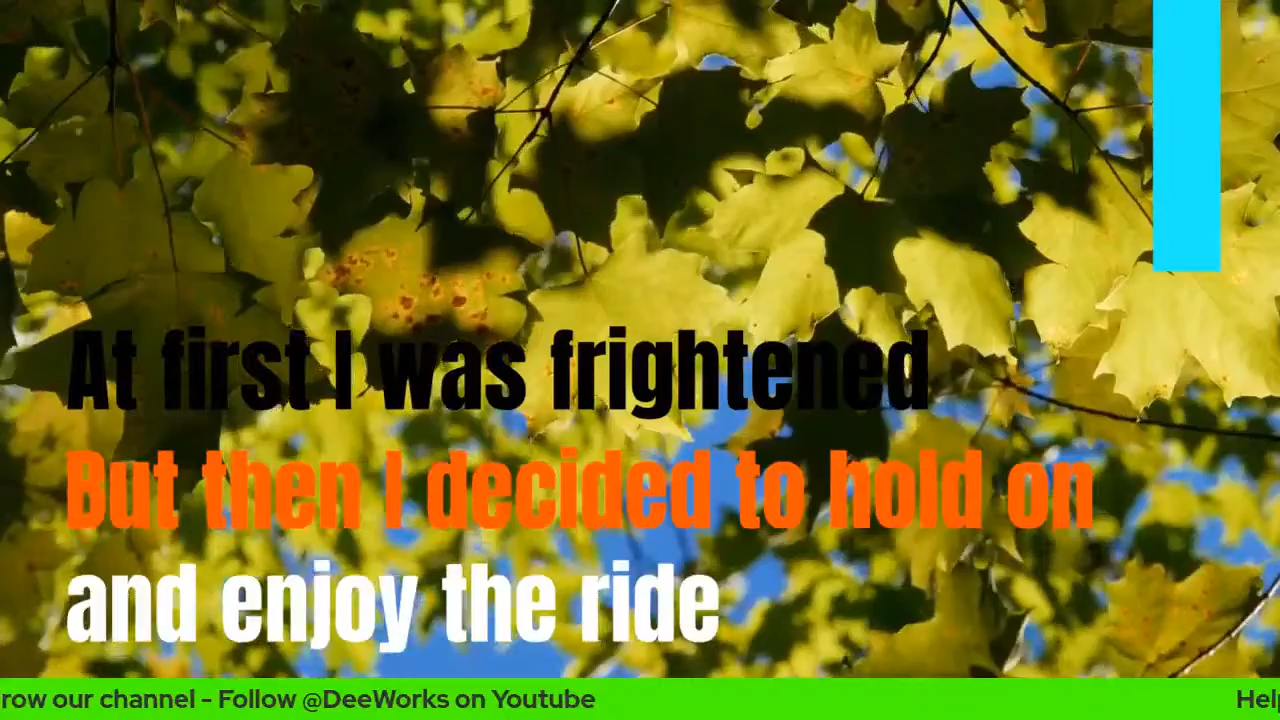 At first I was frightened
But then I decided to hold on
and enjoy the ride
row our channel - Follow @DeeWorks on Youtube
Help